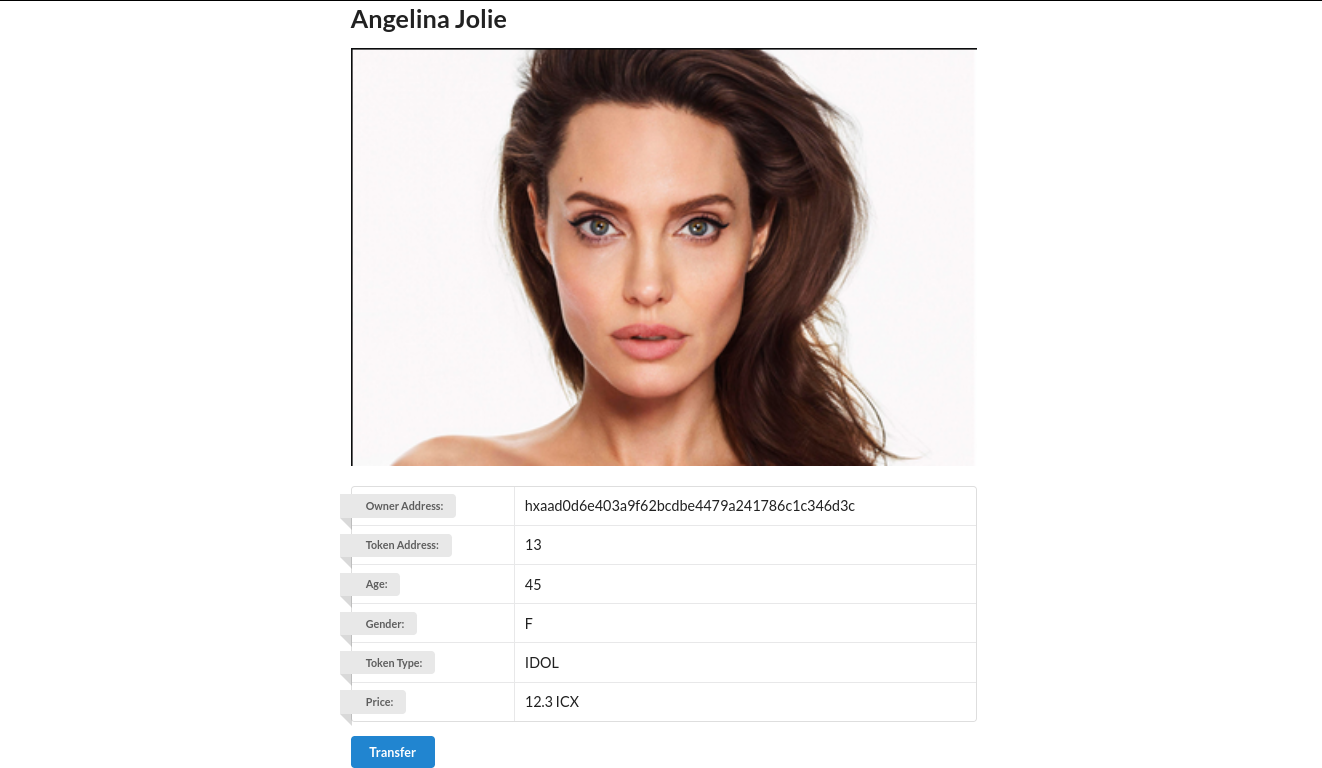 Angelina Jolie
Owner Address: hxaad0d6e403a9f62bcdbe4479a241786c1c346d3c
Token Address: 13
Age: 45
Gender: F
Token Type: IDOL
Price: 12.3 ICX
Transfer